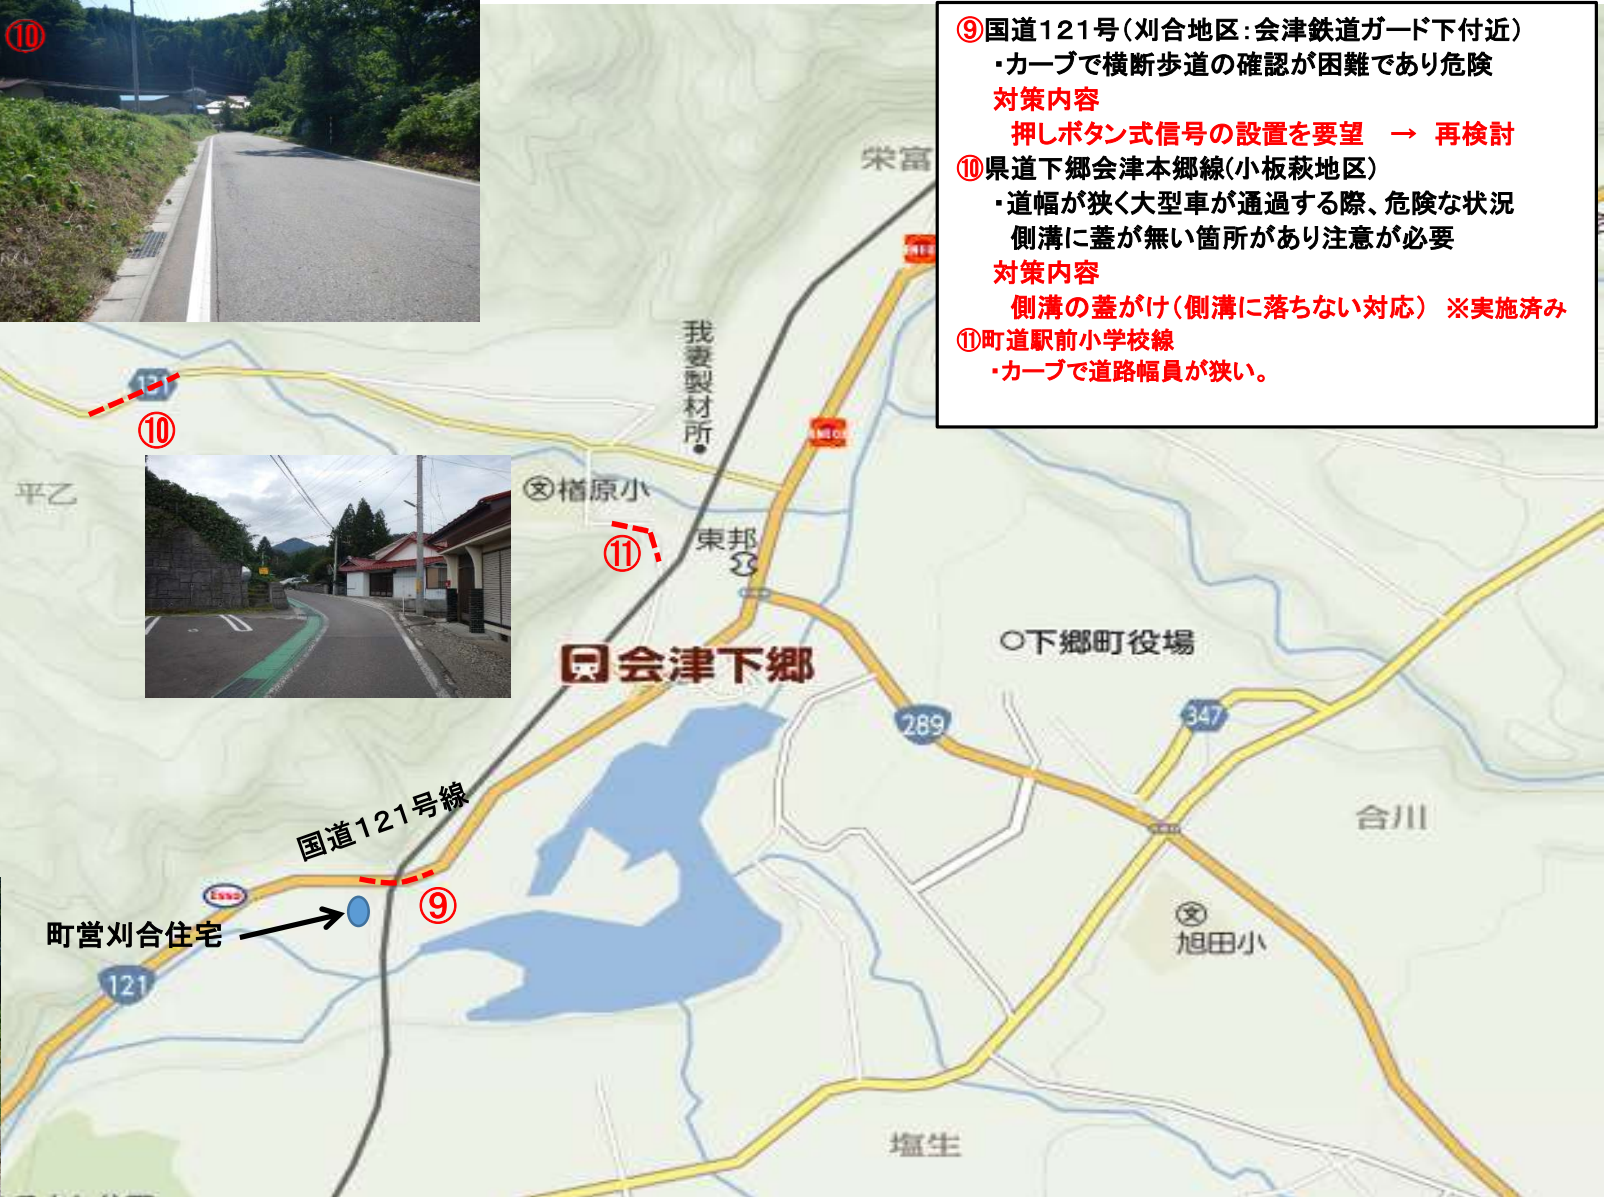 ⑩
⑨国道121号(刈合地区:会津鉄道ガード下付近)
・カーブで横断歩道の確認が困難であり危険
対策内容
押しボタン式信号の設置を要望 → 再検討
⑩県道下郷会津本郷線(小板萩地区)
・道幅が狭く大型車が通過する際、危険な状況
側溝に蓋が無い箇所があり注意が必要
対策内容
側溝の蓋がけ(側溝に落ちない対応) ※実施済み
⑪町道駅前小学校線
・カーブで道路幅員が狭い。
栄富
我妻製材所
131
⑩
平乙
文楢原小
⑪
東邦
会津下郷
下郷町役場
289
347
国道121号線
合川
Esso
⑨
町営刈合住宅
文
旭田小
121
塩生